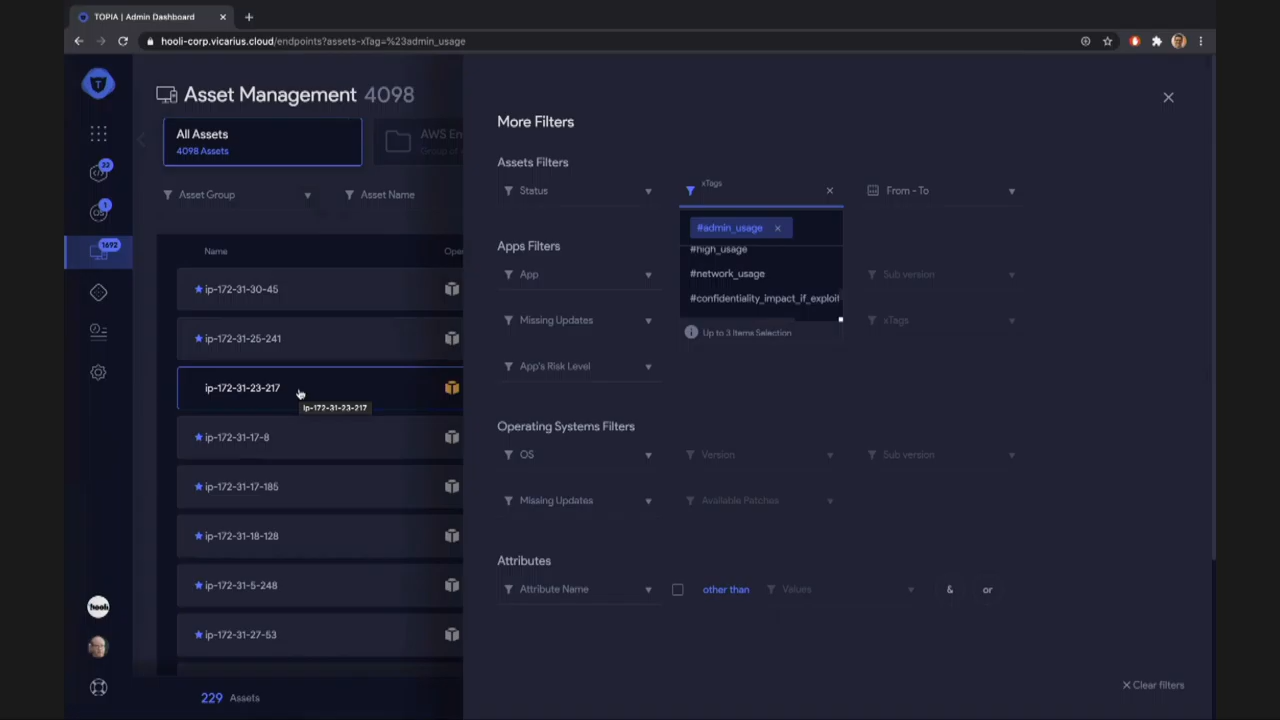 TOPIA | Admin Dashboard
hooli-corp.vicarius.cloud/endpoints?assets-xTag=%23admin_usage
Asset Management 4098
All Assets
4098 Assets
AWS En
Group of
Asset Group
Asset Name
Name
Ope
ip-172-31-30-45
ip-172-31-25-241
ip-172-31-23-217
ip-172-31-23-217
ip-172-31-17-8
ip-172-31-17-185
ip-172-31-18-128
ip-172-31-5-248
ip-172-31-27-53
229 Assets
33
1
1692
hooli
More Filters
Assets Filters
Status
xTags
From - To
#admin_usage
#high_usage
#network_usage
#confidentiality_impact_if_exploit
Up to 3 Items Selection
Apps Filters
App
Sub version
Missing Updates
xTags
App's Risk Level
Operating Systems Filters
OS
Version
Sub version
Missing Updates
Available Patches
Attributes
Attribute Name
other than
Values
&
or
Clear filters